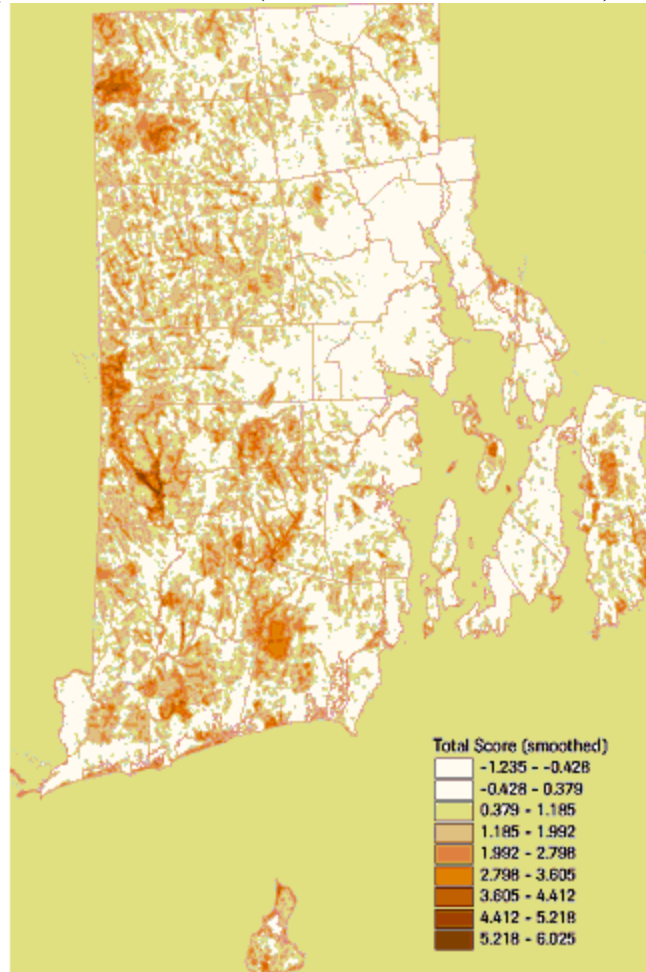 Total Score (smoothed)
-1.235 - -0.428
-0.428 - 0.379
0.379 - 1.185
1.185 - 1.992
1.992 - 2.798
2.798 - 3.605
3.605 - 4.412
4.412 - 5.218
5.218 - 6.025